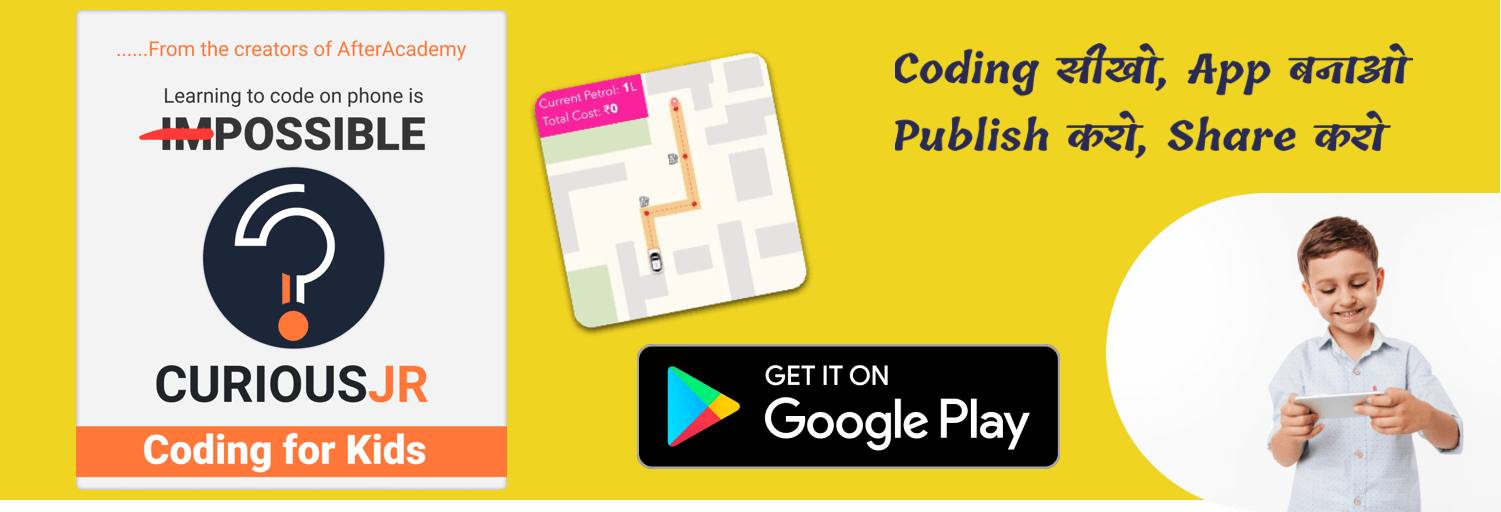 ......From the creators of AfterAcademy
Learning to code on phone is
IMPOSSIBLE
CURIOUSJR
Coding for Kids
Current Petrol: 1L
Total Cost: ₹0
Coding सीखो, App बनाओ
Publish करो, Share करो
GET IT ON
Google Play